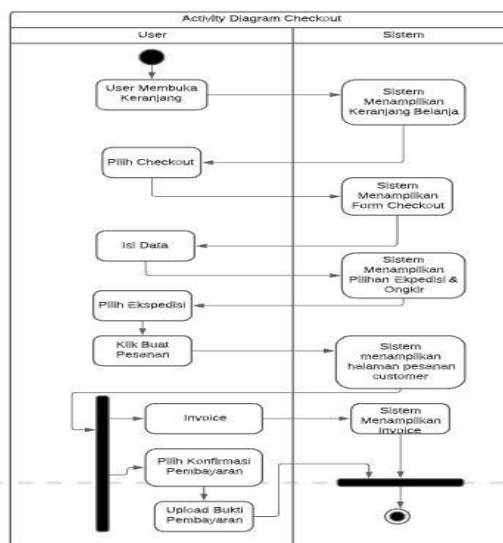 Activity Diagram Checkout
User
Sistem
User Membuka
Keranjang
Sistem
Menampilkan
Keranjang Belanja
Pilih Checkout
Sistem
Menampilkan
Form Checkout
Isi Data
Sistem
Menampilkan
Pilihan Ekpedisi &
Ongkir
Pilih Ekspedisi
Klik Buat
Pesanan
Sistem
menampilkan
halaman pesanan
customer
Invoice
Sistem
Menampilkan
Invoice
Pilih Konfirmasi
Pembayaran
Upload Bukti
Pembayaran